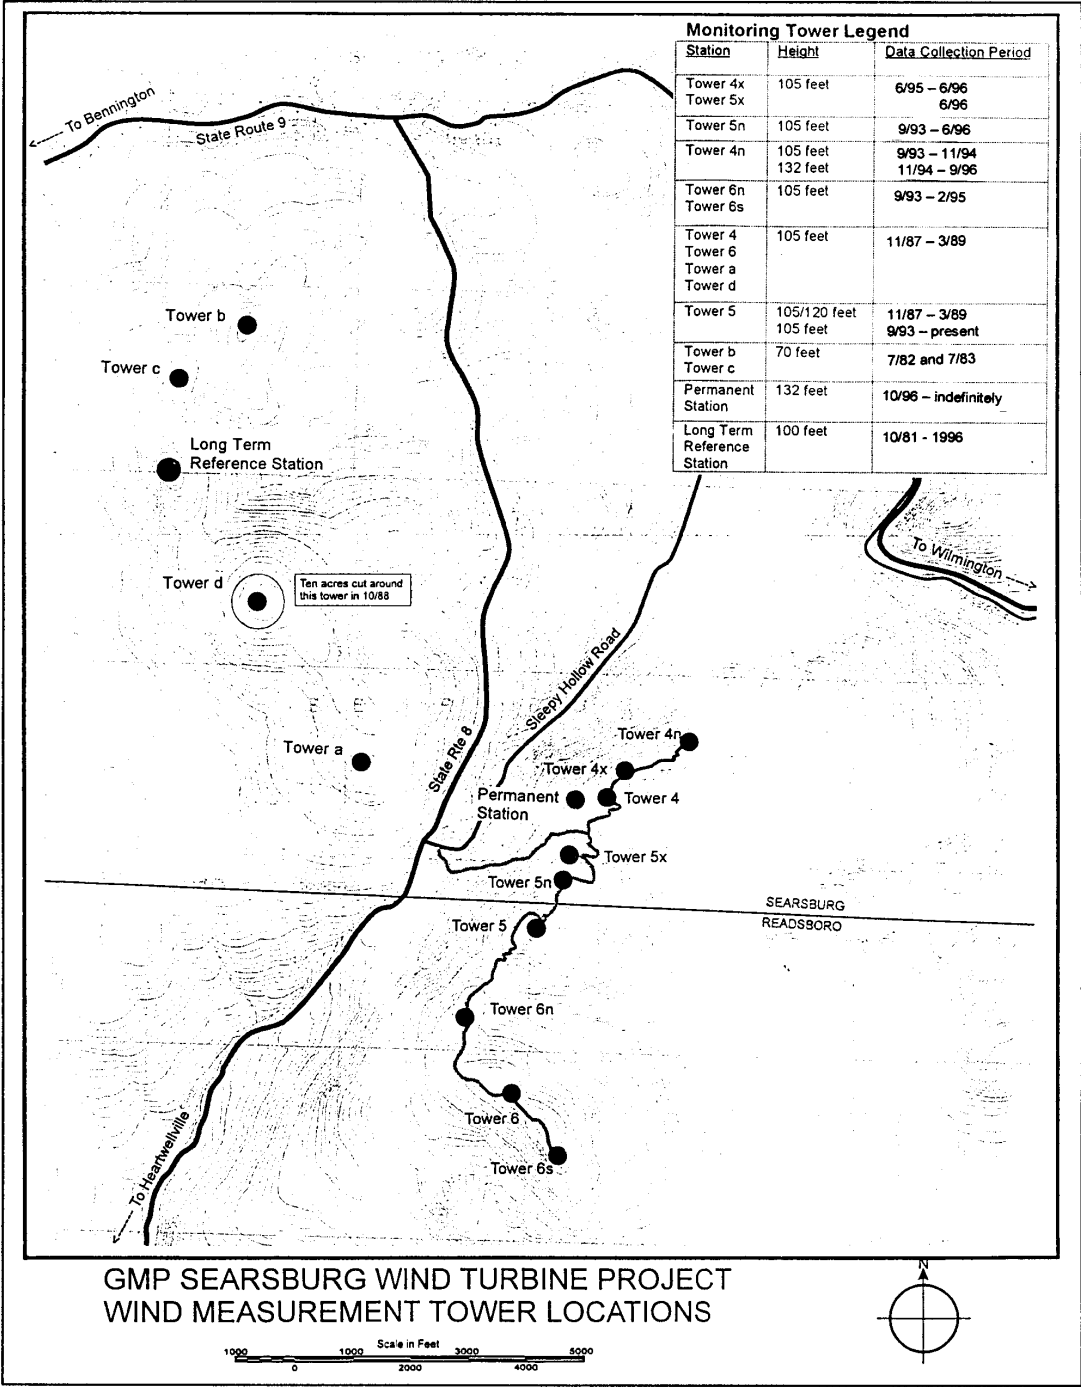 Monitoring Tower Legend
Station Height Data Collection Period
Tower 4x 105 feet 6/95 – 6/96
Tower 5x 6/96
Tower 5n 105 feet 9/93 – 6/96
Tower 4n 105 feet 9/93 – 11/94
132 feet 11/94 – 9/96
Tower 6n 105 feet 9/93 – 2/95
Tower 6s
Tower 4 105 feet 11/87 – 3/89
Tower 6
Tower a
Tower d
Tower 5 105/120 feet 11/87 – 3/89
105 feet 9/93 – present
Tower b 70 feet 7/82 and 7/83
Tower c
Permanent 132 feet 10/96 – indefinitely
Station
Long Term 100 feet 10/81 - 1996
Reference
Station
To Bennington
State Route 9
Tower b
Tower c
Long Term
Reference Station
To Wilmington
Tower d
Ten acres cut around
this tower in 10/88
Sleepy Hollow Road
State Rte 8
Tower a
Tower 4n
Tower 4x
Permanent
Station
Tower 4
Tower 5x
Tower 5n
SEARSBURG
READSBORO
Tower 5
Tower 6n
Tower 6
Tower 6s
To Heartwellville
GMP SEARSBURG WIND TURBINE PROJECT
WIND MEASUREMENT TOWER LOCATIONS
N
Scale in Feet
1000 1000 3000 5000
0 2000 4000